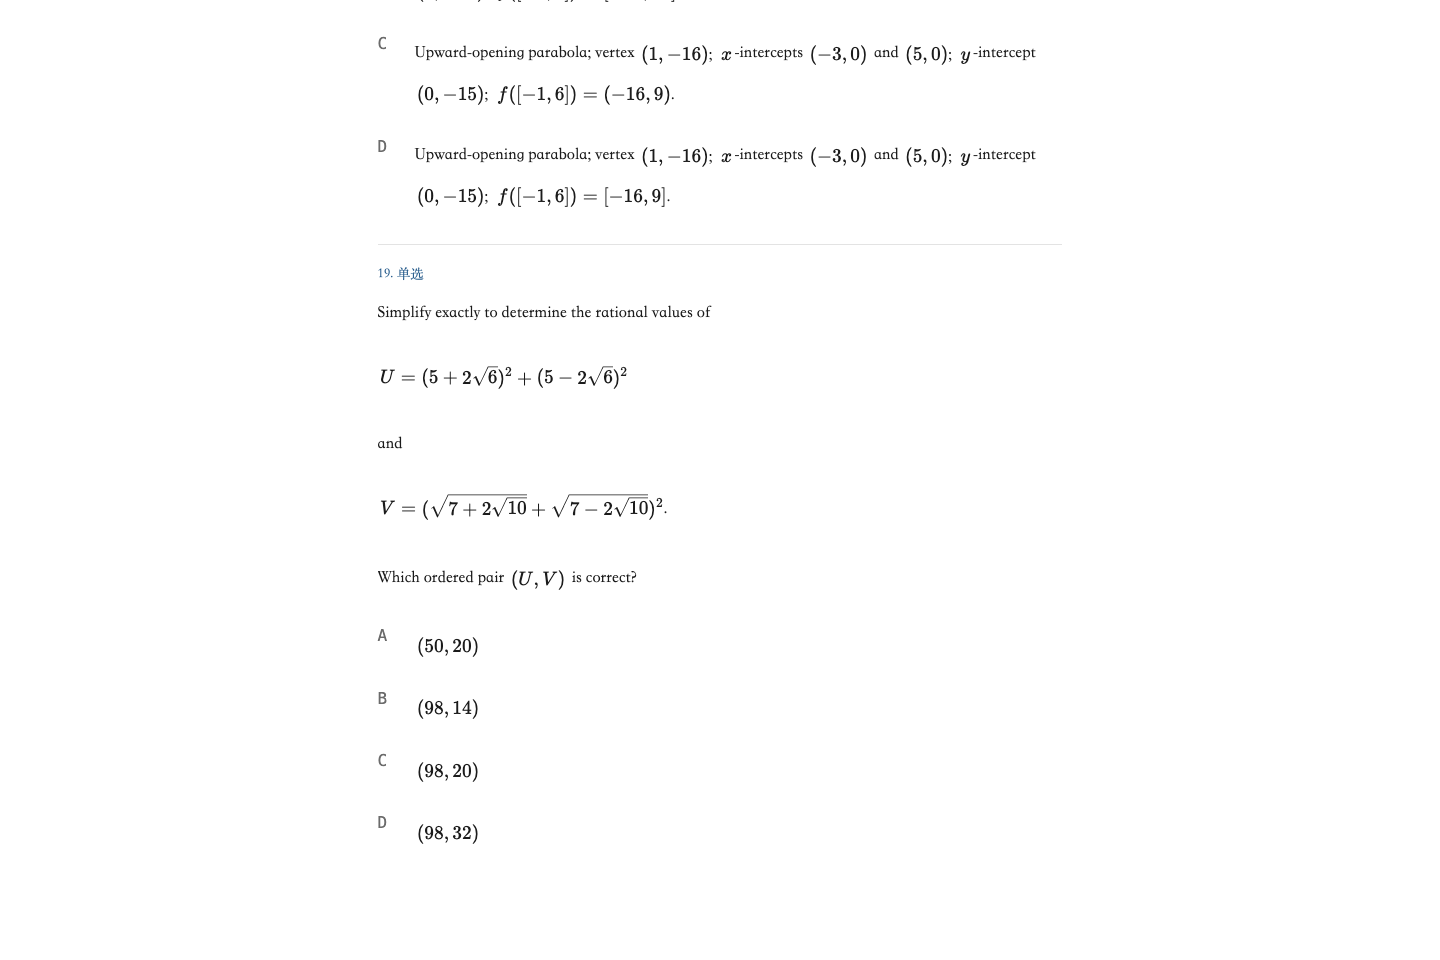 C
Upward-opening parabola; vertex (1, −16); x-intercepts (−3, 0) and (5, 0); y-intercept
(0, −15); f([−1, 6]) = (−16, 9).
D
Upward-opening parabola; vertex (1, −16); x-intercepts (−3, 0) and (5, 0); y-intercept
(0, −15); f([−1, 6]) = [−16, 9].
19. 单选
Simplify exactly to determine the rational values of
U = (5 + 2√6)² + (5 − 2√6)²
and
V = (√(7 + 2√10) + √(7 − 2√10))².
Which ordered pair (U, V) is correct?
A
(50, 20)
B
(98, 14)
C
(98, 20)
D
(98, 32)